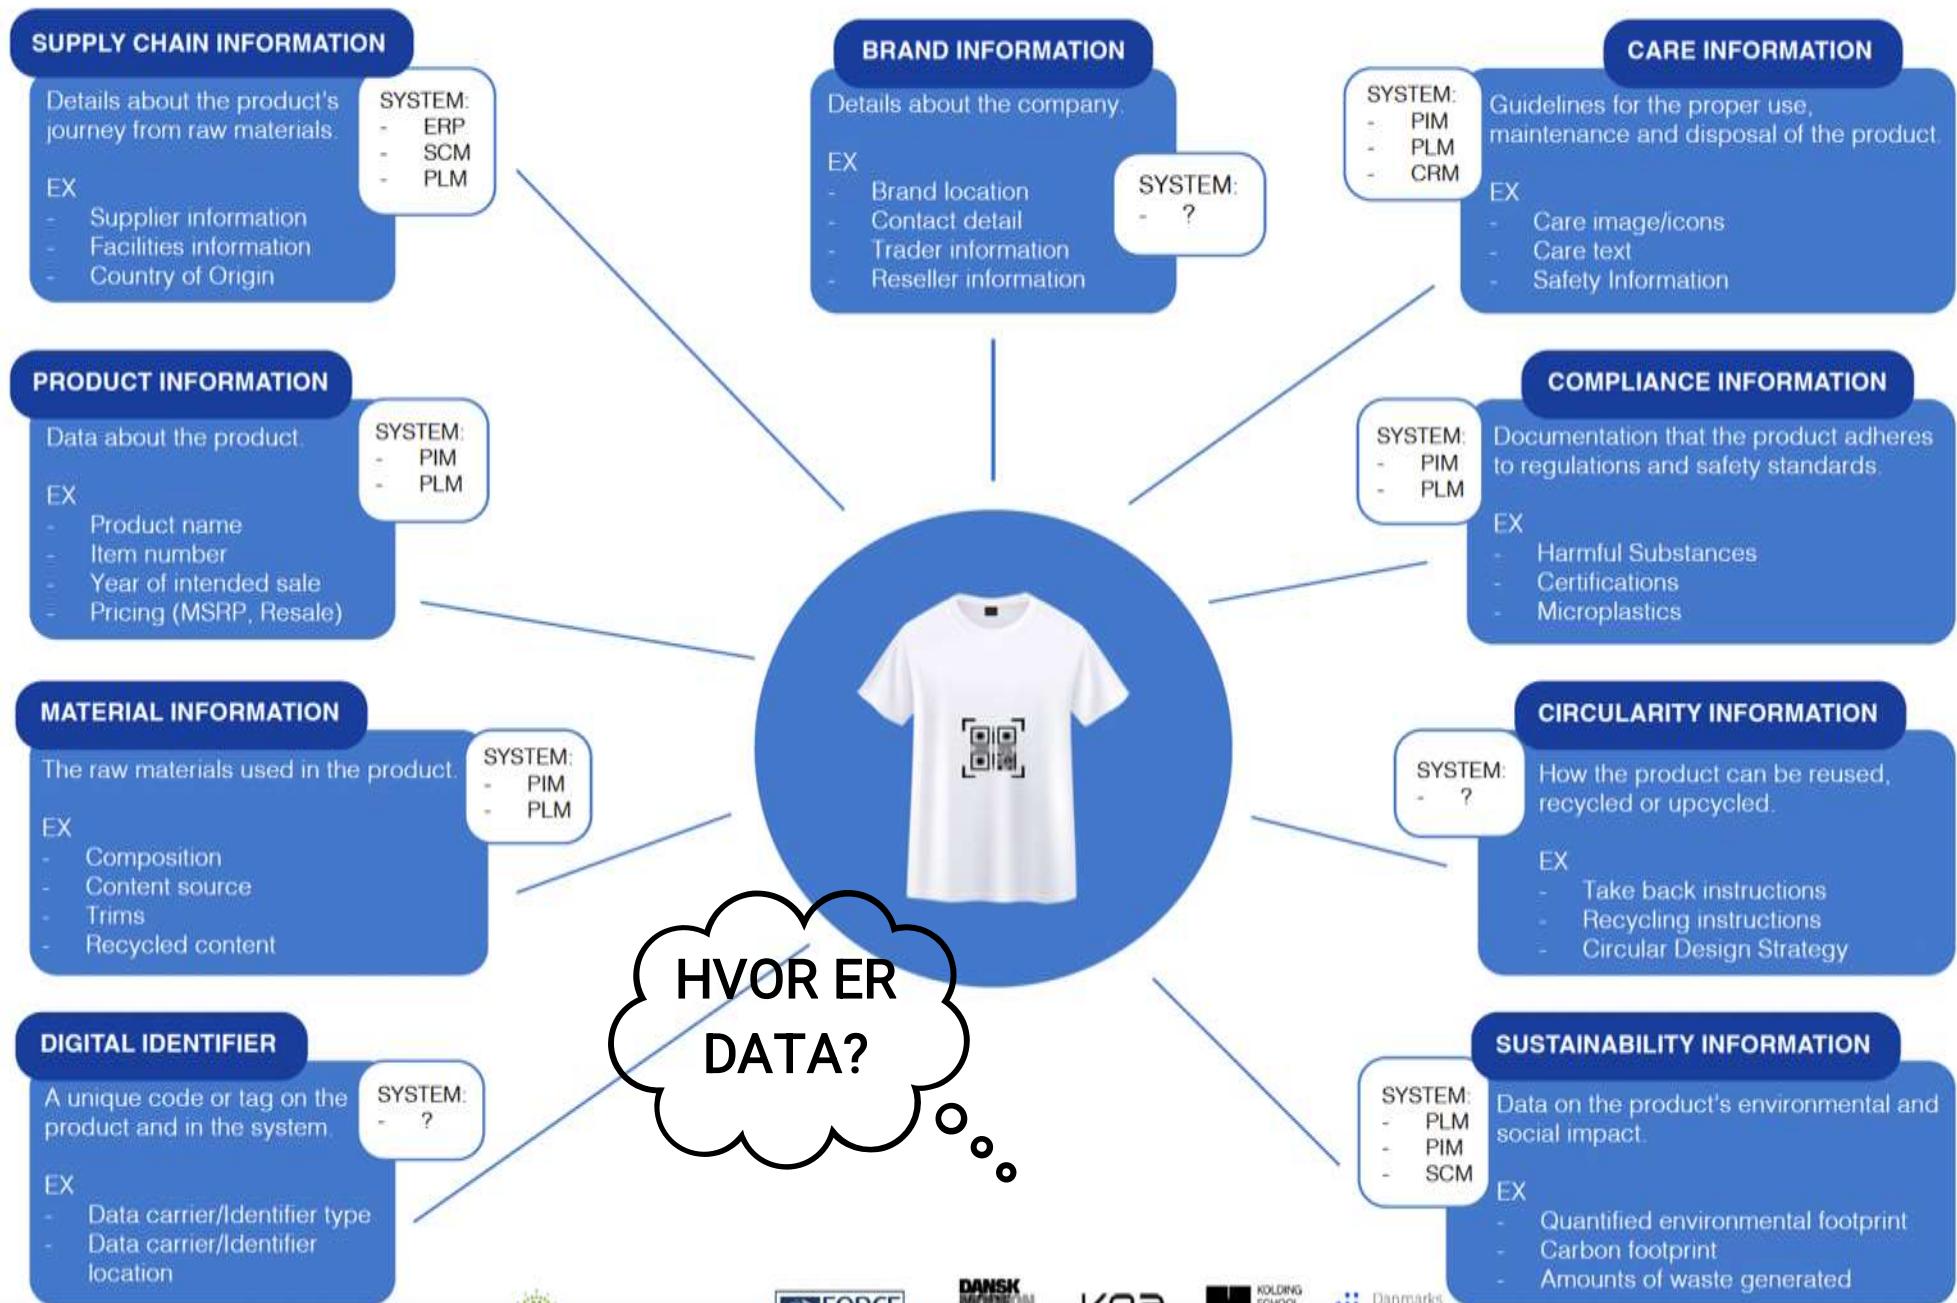 SUPPLY CHAIN INFORMATION
Details about the product's
journey from raw materials.
EX
- Supplier information
- Facilities information
- Country of Origin
SYSTEM:
- ERP
- SCM
- PLM
BRAND INFORMATION
Details about the company.
EX
- Brand location
- Contact detail
- Trader information
- Reseller information
SYSTEM:
- ?
CARE INFORMATION
SYSTEM:
- PIM
- PLM
- CRM
Guidelines for the proper use,
maintenance and disposal of the product.
EX
- Care image/icons
- Care text
- Safety Information
PRODUCT INFORMATION
Data about the product.
EX
- Product name
- Item number
- Year of intended sale
- Pricing (MSRP, Resale)
SYSTEM:
- PIM
- PLM
COMPLIANCE INFORMATION
SYSTEM:
- PIM
- PLM
Documentation that the product adheres
to regulations and safety standards.
EX
- Harmful Substances
- Certifications
- Microplastics
MATERIAL INFORMATION
The raw materials used in the product.
EX
- Composition
- Content source
- Trims
- Recycled content
SYSTEM:
- PIM
- PLM
CIRCULARITY INFORMATION
SYSTEM:
- ?
How the product can be reused,
recycled or upcycled.
EX
- Take back instructions
- Recycling instructions
- Circular Design Strategy
HVOR ER
DATA?
DIGITAL IDENTIFIER
A unique code or tag on the
product and in the system.
EX
- Data carrier/Identifier type
- Data carrier/Identifier
location
SYSTEM:
- ?
SUSTAINABILITY INFORMATION
SYSTEM:
- PLM
- PIM
- SCM
Data on the product's environmental and
social impact.
EX
- Quantified environmental footprint
- Carbon footprint
- Amounts of waste generated
FORCE
DANSK
KOLDING
Danmarks